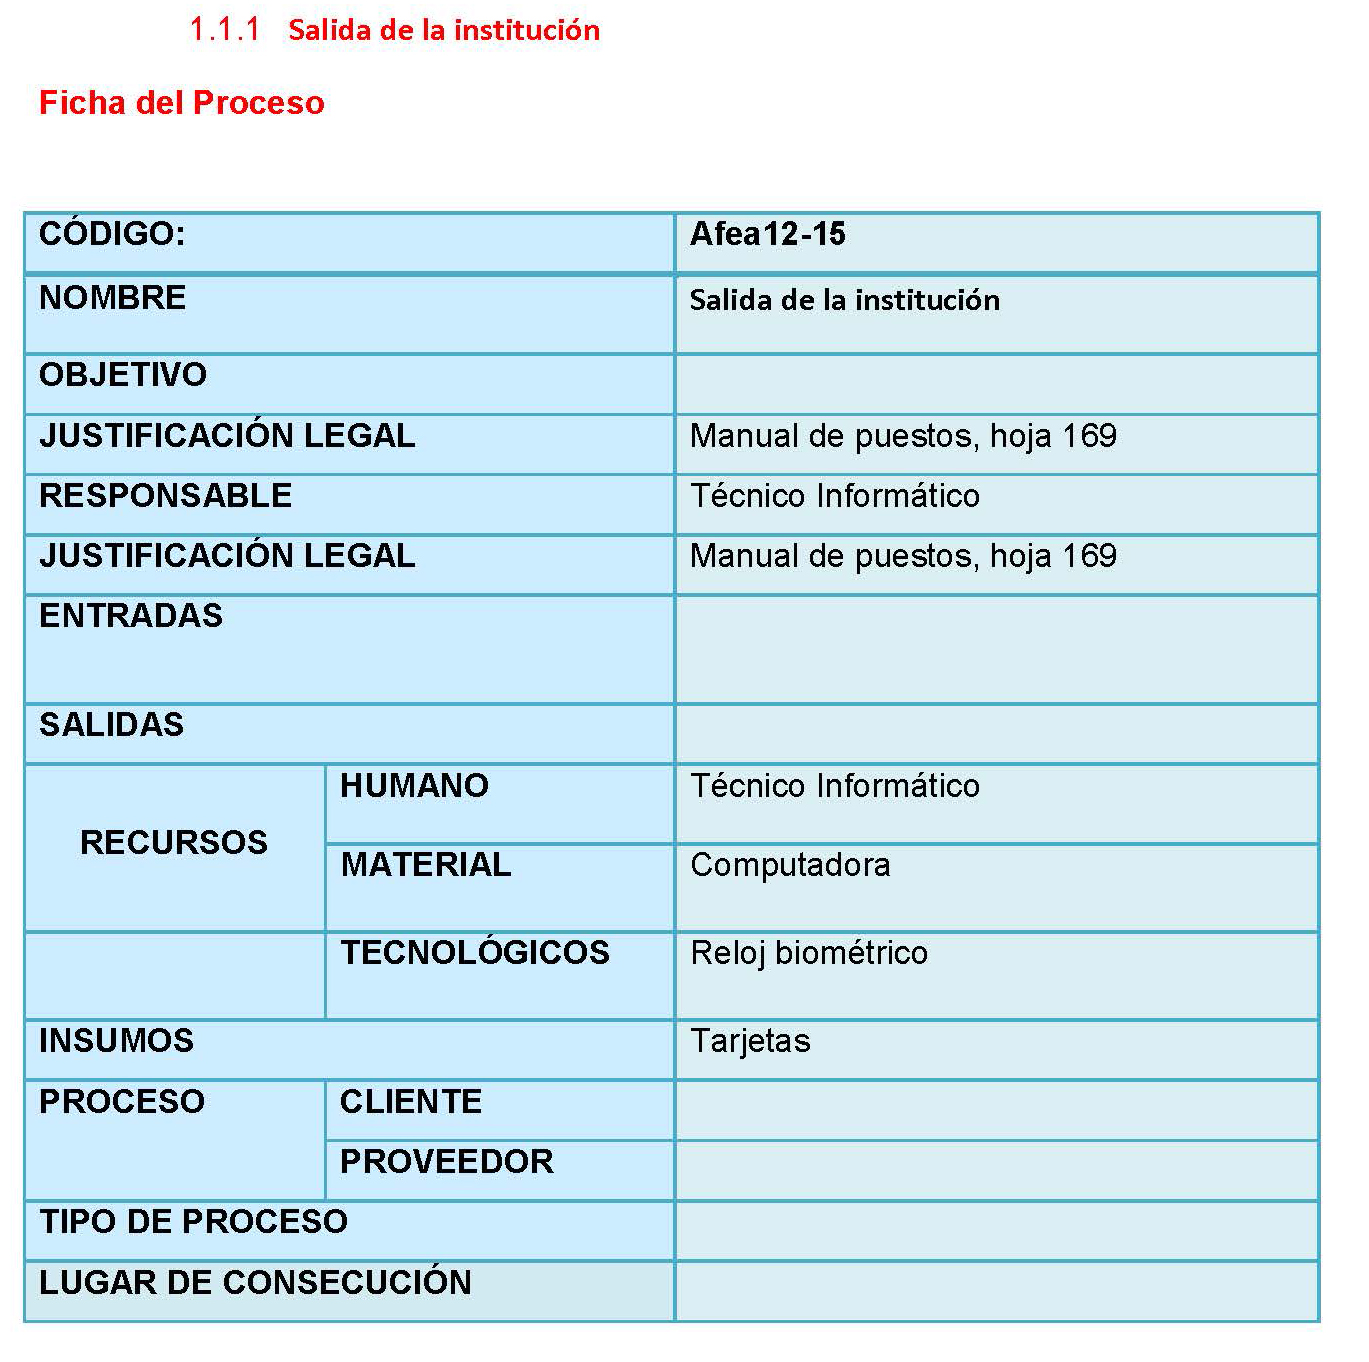 1.1.1 Salida de la institución
Ficha del Proceso
CÓDIGO: Afea12-15
NOMBRE Salida de la institución
OBJETIVO
JUSTIFICACIÓN LEGAL Manual de puestos, hoja 169
RESPONSABLE Técnico Informático
JUSTIFICACIÓN LEGAL Manual de puestos, hoja 169
ENTRADAS
SALIDAS
RECURSOS
HUMANO Técnico Informático
MATERIAL Computadora
TECNOLÓGICOS Reloj biométrico
INSUMOS Tarjetas
PROCESO CLIENTE
PROVEEDOR
TIPO DE PROCESO
LUGAR DE CONSECUCIÓN